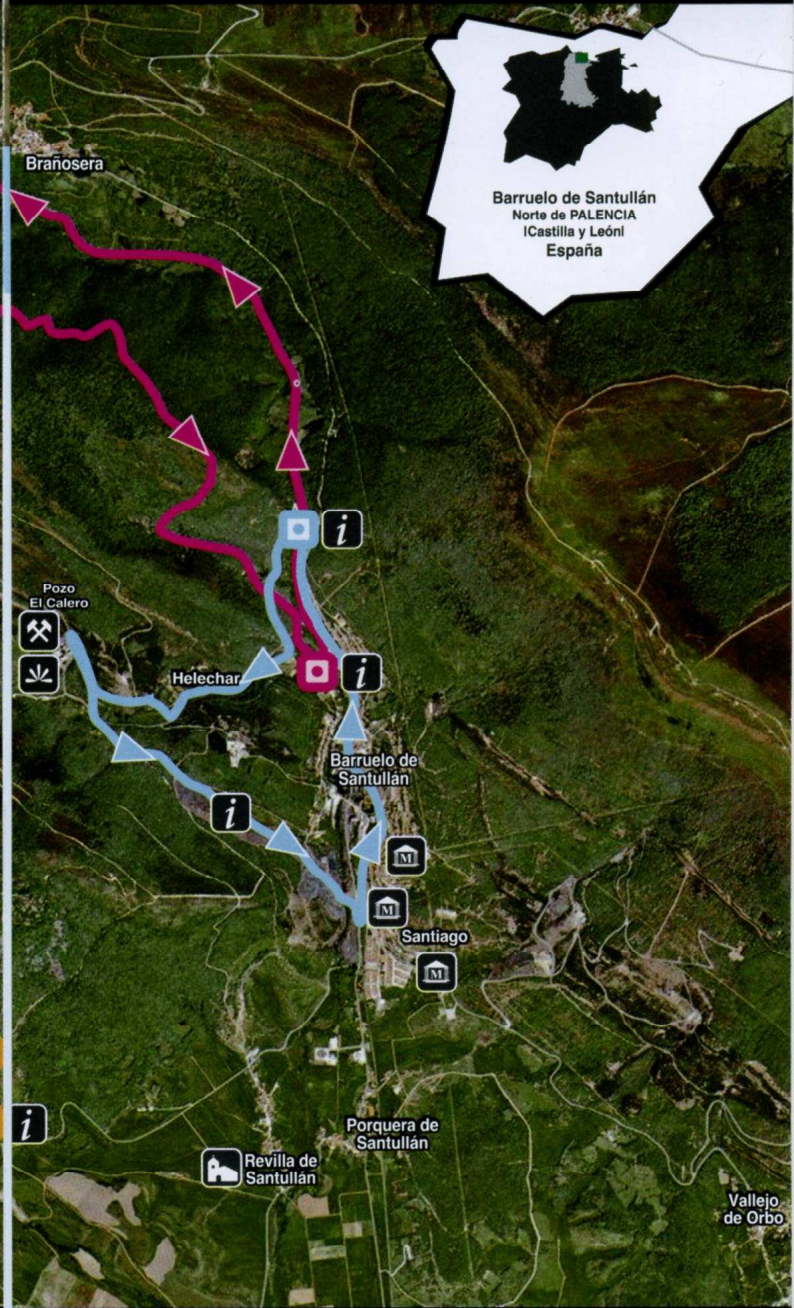 Brañosera
Barruelo de Santullán
Norte de PALENCIA
|Castilla y León|
España
i
Pozo
El Calero
Helechar
i
Barruelo de
Santullán
i
M
M
Santiago
M
i
Porquera de
Santullán
Revilla de
Santullán
Vallejo
de Orbo